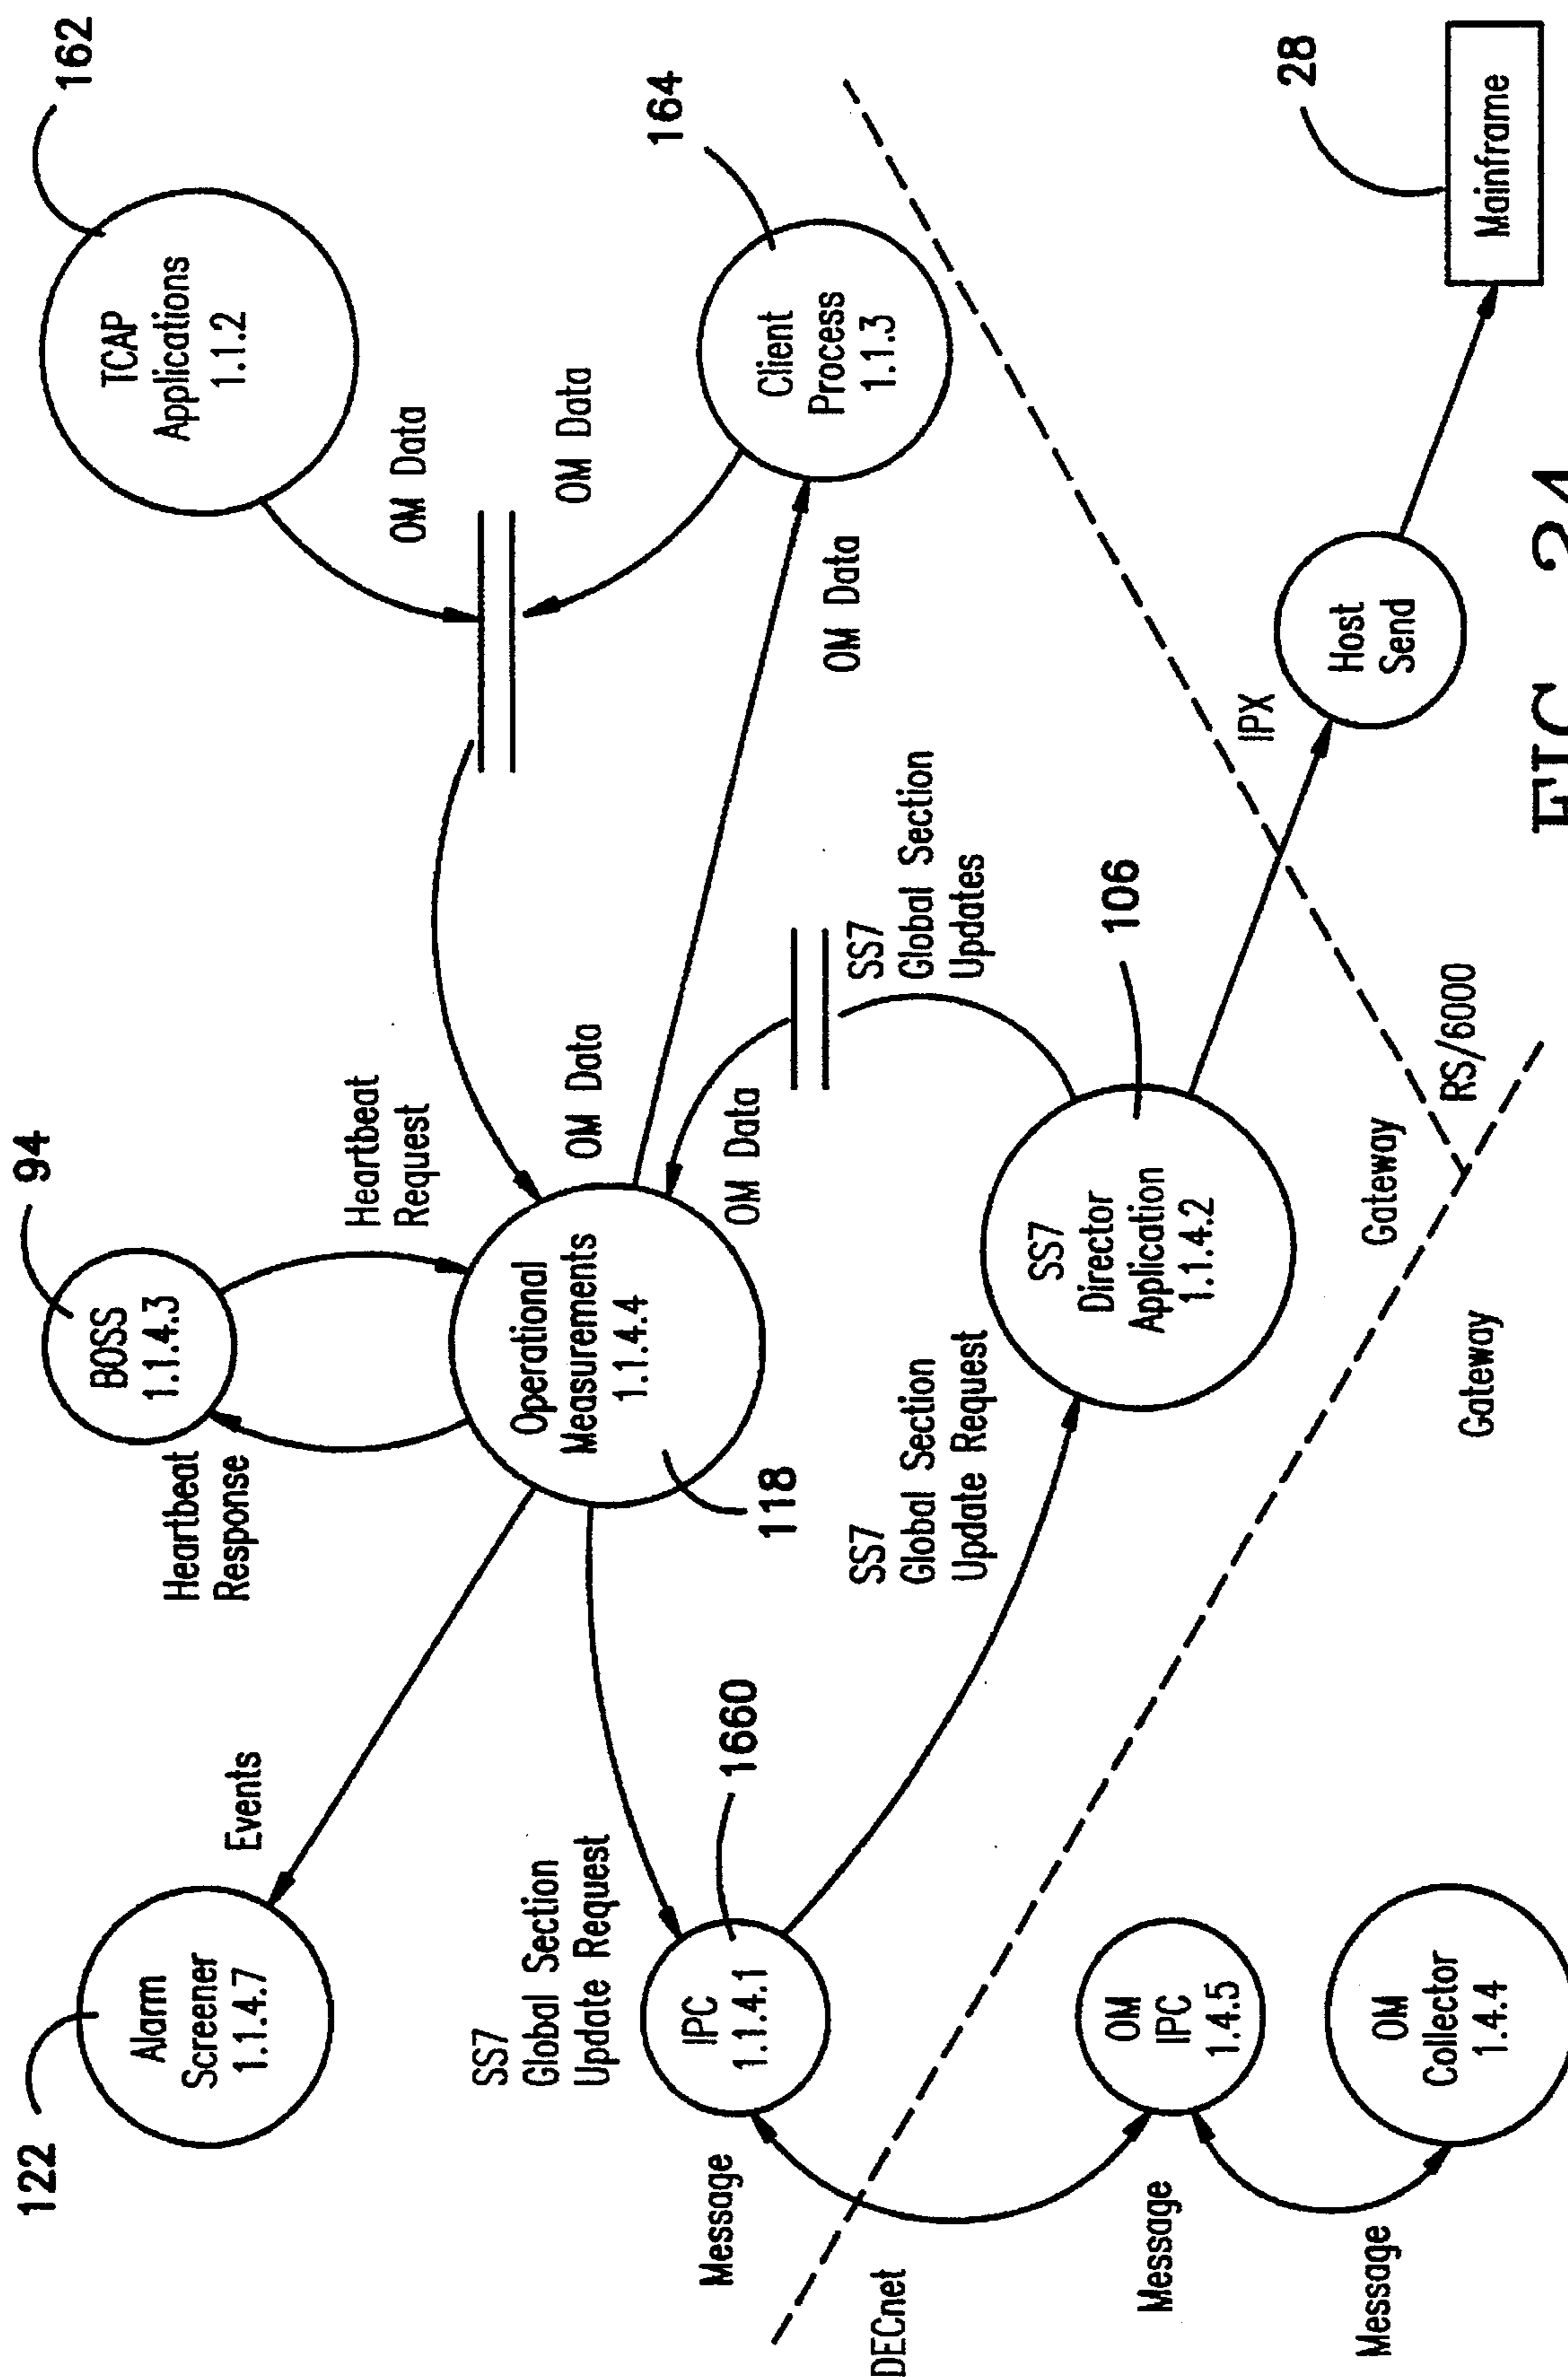 122
Alarm
Screener
1.1.4.7
Events
Heartbeat
Response
94
BOSS
1.1.4.3
Heartbeat
Request
162
TCAP
Applications
1.1.2
OM Data
OM Data
164
Client
Process
1.1.3
OM Data
OM Data
Operational
Measurements
1.1.4.4
118
OM Data
SS7
Global Section
Updates
SS7
Global Section
Update Request
1660
IPC
1.1.4.1
SS7
Global Section
Update Request
106
SS7
Director
Application
1.1.4.2
IPX
Host
Send
28
Mainframe
Message
DECnet
Message
OM
IPC
1.4.5
Message
OM
Collector
1.4.4
Gateway
Gateway
RS/6000